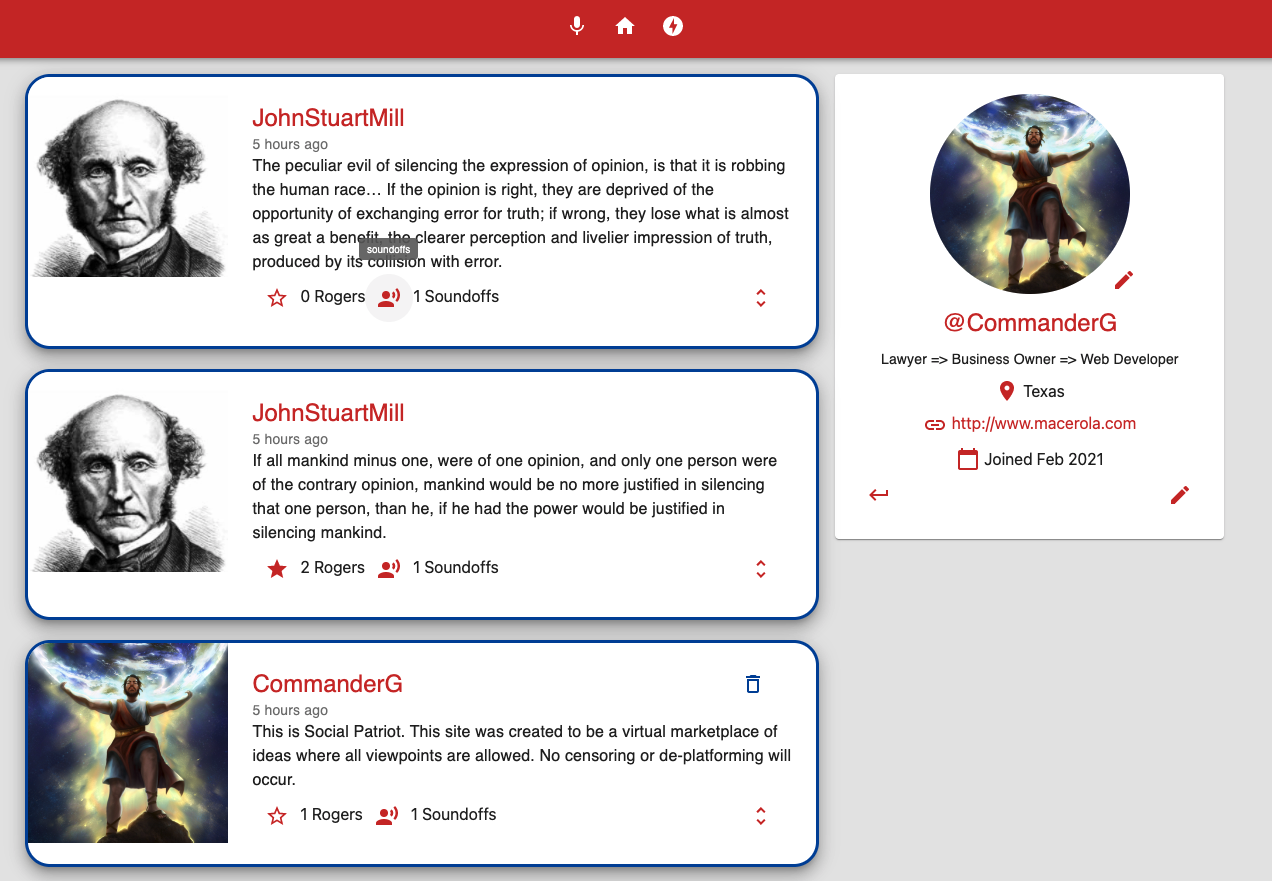 JohnStuartMill
5 hours ago
The peculiar evil of silencing the expression of opinion, is that it is robbing
the human race… If the opinion is right, they are deprived of the
opportunity of exchanging error for truth; if wrong, they lose what is almost
as great a benefit, the clearer perception and livelier impression of truth,
soundoffs
produced by its collision with error.
0 Rogers 1 Soundoffs
JohnStuartMill
5 hours ago
If all mankind minus one, were of one opinion, and only one person were
of the contrary opinion, mankind would be no more justified in silencing
that one person, than he, if he had the power would be justified in
silencing mankind.
2 Rogers 1 Soundoffs
CommanderG
5 hours ago
This is Social Patriot. This site was created to be a virtual marketplace of
ideas where all viewpoints are allowed. No censoring or de-platforming will
occur.
1 Rogers 1 Soundoffs
@CommanderG
Lawyer => Business Owner => Web Developer
Texas
http://www.macerola.com
Joined Feb 2021